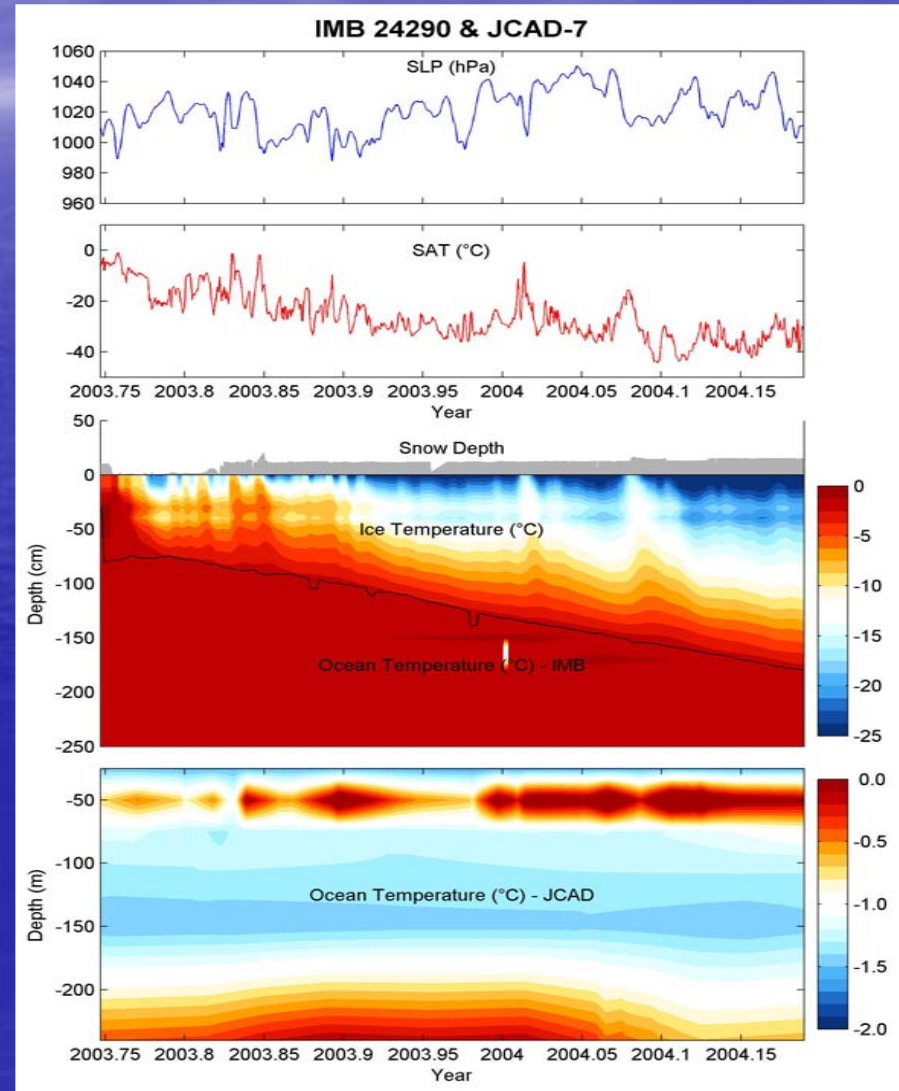 IMB 24290 & JCAD-7
SLP (hPa)
1060
1040
1020
1000
980
960
SAT (°C)
0
-20
-40
2003.75 2003.8 2003.85 2003.9 2003.95 2004 2004.05 2004.1 2004.15
Year
Snow Depth
50
0
-50
-100
-150
-200
-250
Depth (cm)
Ice Temperature (°C)
Ocean Temperature (°C) - IMB
0
-5
-10
-15
-20
-25
-50
-100
-150
-200
Depth (m)
Ocean Temperature (°C) - JCAD
0.0
-0.5
-1.0
-1.5
-2.0
2003.75 2003.8 2003.85 2003.9 2003.95 2004 2004.05 2004.1 2004.15
Year